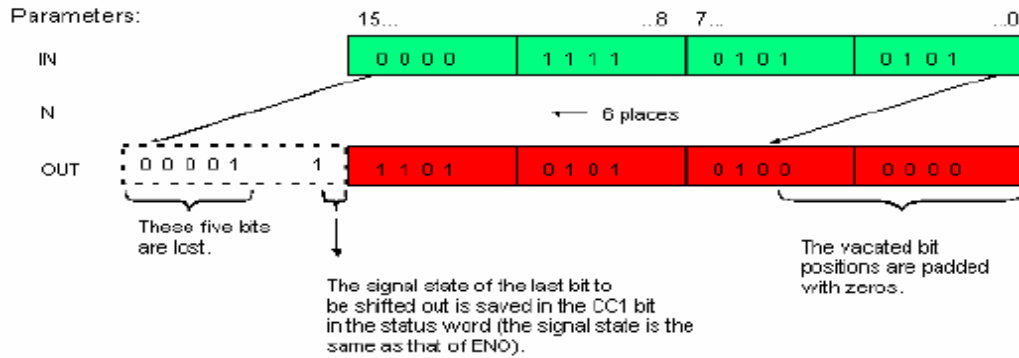 Parameters:
15... ...8 7... ...0
IN
0 0 0 0 1 1 1 1 0 1 0 1 0 1 0 1
N
← 6 places
OUT
0 0 0 0 1 1 1 1 0 1 0 1 0 1 0 1 0 0 0 0 0 0
These five bits
are lost.
The signal state of the last bit to
be shifted out is saved in the CC1 bit
in the status word (the signal state is the
same as that of ENO).
The vacated bit
positions are padded
with zeros.